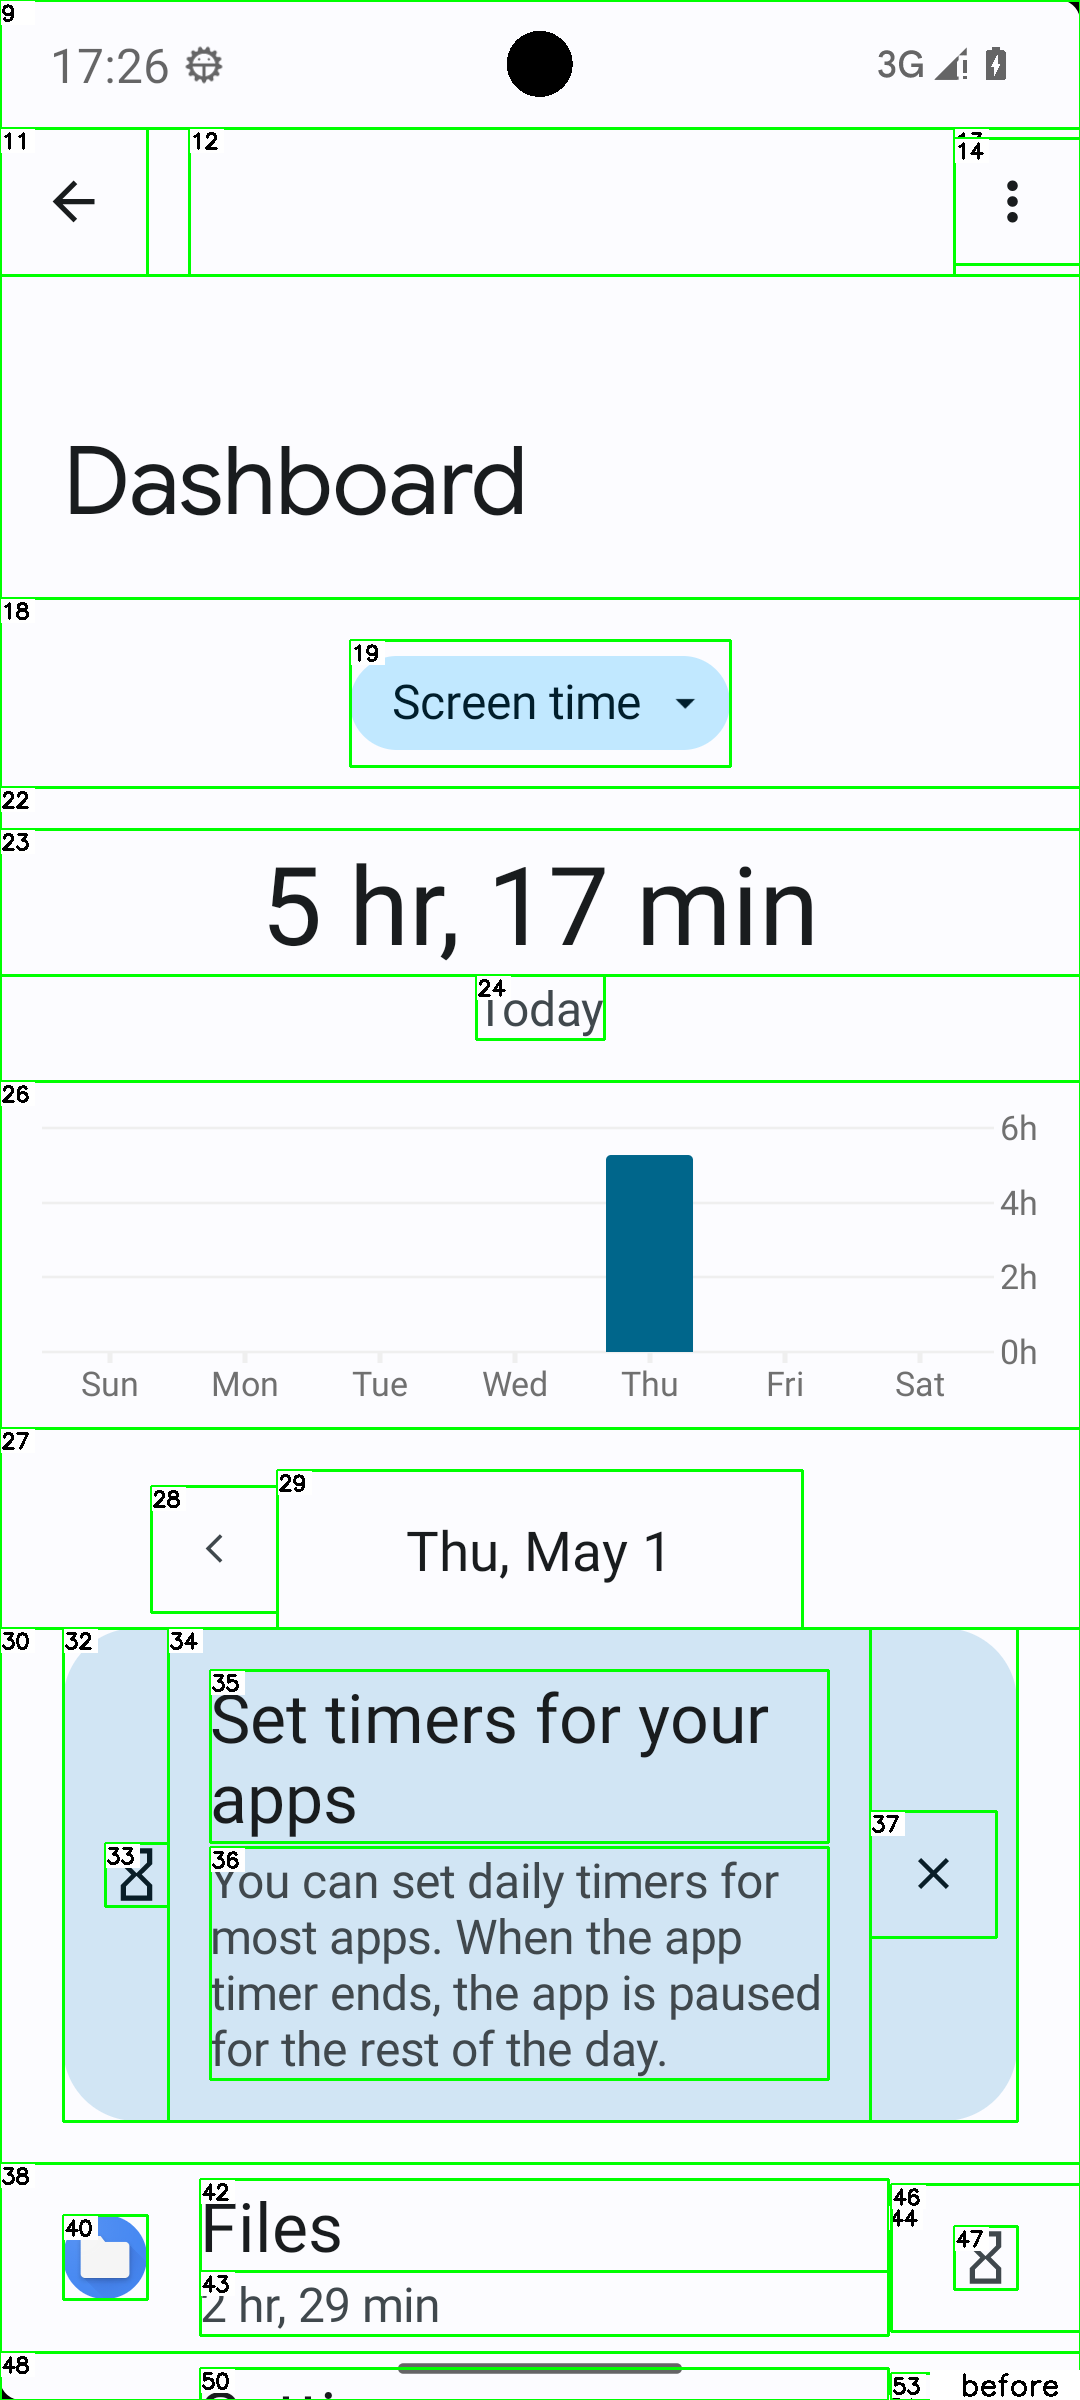 9
17:26
3G
11
12
14
Dashboard
18
19
Screen time
22
23
5 hr, 17 min
24
Today
26
6h
4h
2h
0h
Sun Mon Tue Wed Thu Fri Sat
27
28
29
Thu, May 1
30
32
34
35
Set timers for your
apps
33
36
37
You can set daily timers for
most apps. When the app
timer ends, the app is paused
for the rest of the day.
38
40
42
Files
46
44
47
43
2 hr, 29 min
48
50
53
before